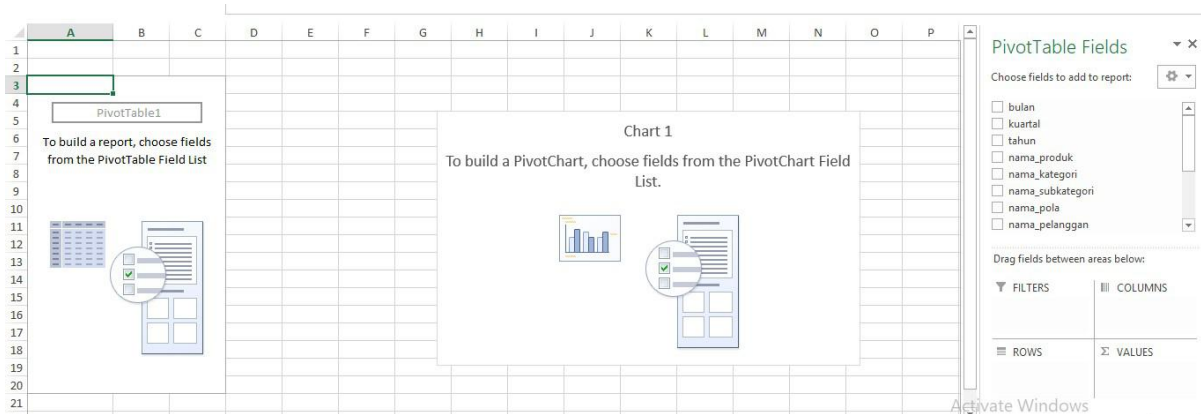 A B C D E F G H I J K L M N O P
1
2
3
4
5
6
7
8
9
10
11
12
13
14
15
16
17
18
19
20
21
PivotTable1
To build a report, choose fields
from the PivotTable Field List
Chart 1
To build a PivotChart, choose fields from the PivotChart Field
List.
PivotTable Fields
Choose fields to add to report:
bulan
kuartal
tahun
nama_produk
nama_kategori
nama_subkategori
nama_pola
nama_pelanggan
Drag fields between areas below:
FILTERS
COLUMNS
ROWS
Σ VALUES
Activate Windows